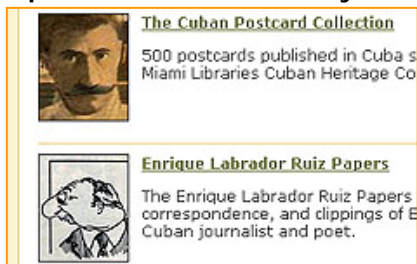 The Cuban Postcard Collection
500 postcards published in Cuba
Miami Libraries Cuban Heritage
Enrique Labrador Ruiz Papers
The Enrique Labrador Ruiz Papers
correspondence, and clippings of
Cuban journalist and poet.